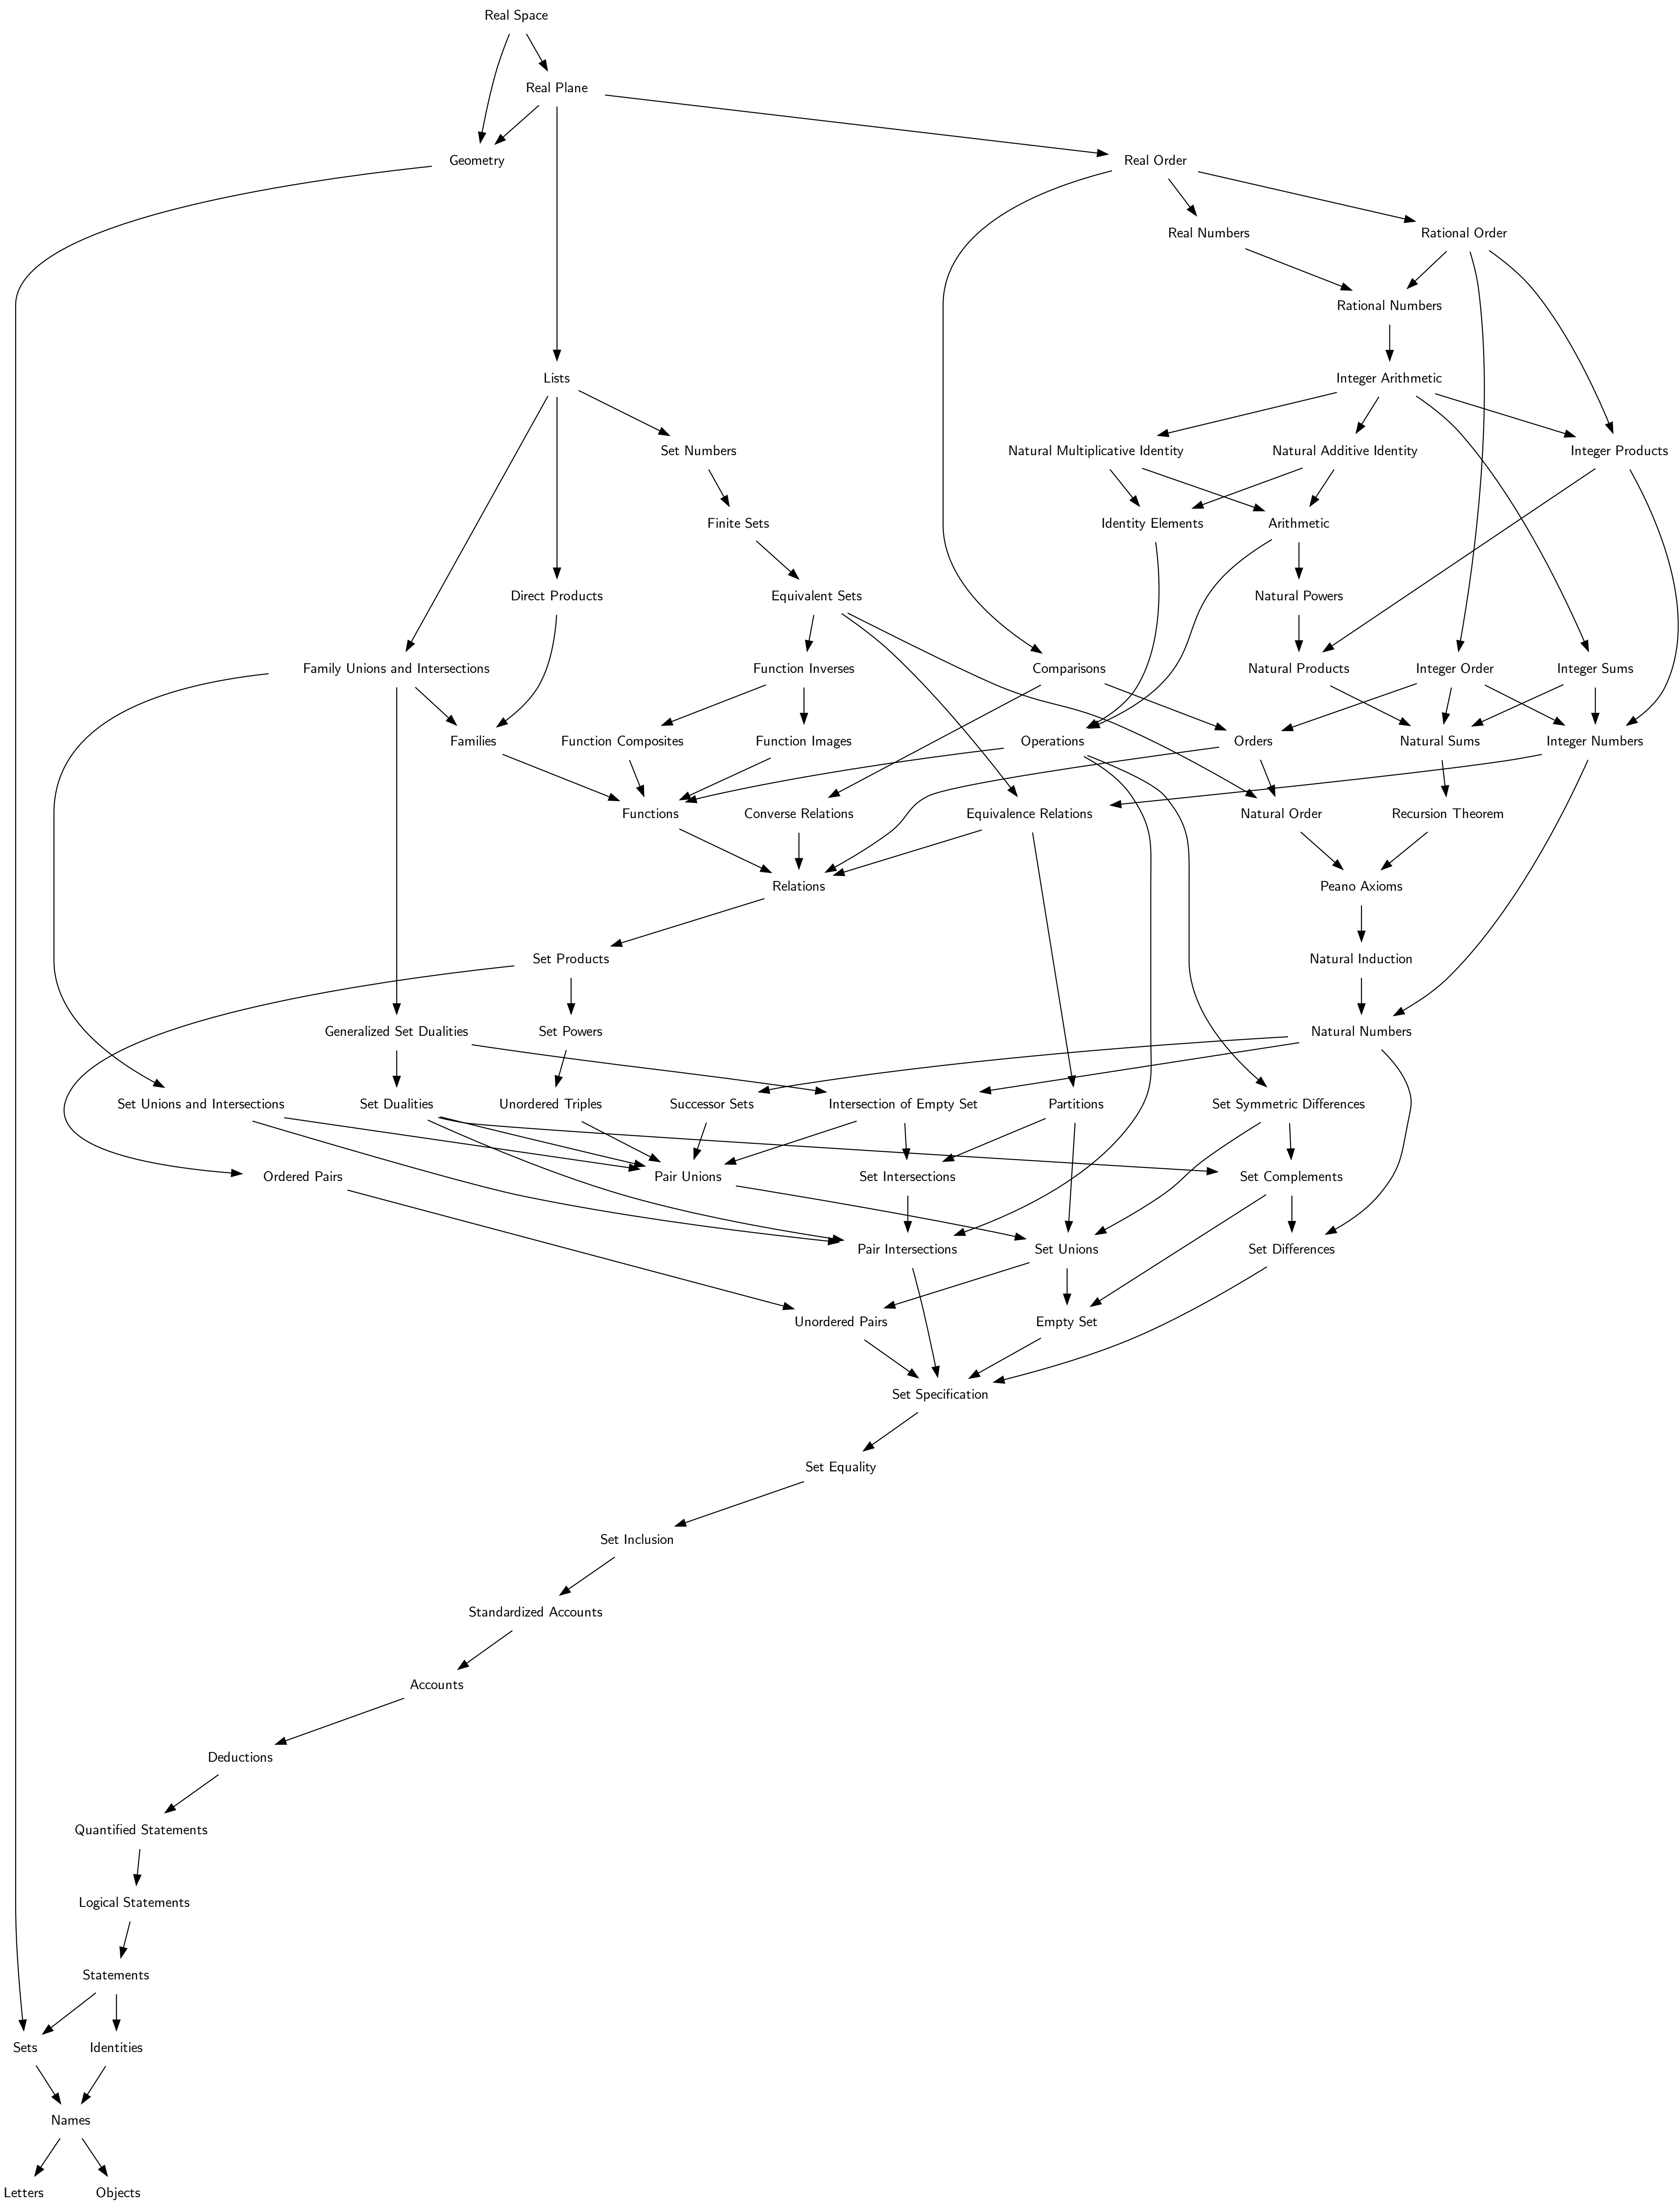 Real Space
Real Plane
Geometry
Real Order
Real Numbers
Rational Order
Rational Numbers
Lists
Integer Arithmetic
Set Numbers
Natural Multiplicative Identity
Natural Additive Identity
Integer Products
Finite Sets
Identity Elements
Arithmetic
Direct Products
Equivalent Sets
Natural Powers
Family Unions and Intersections
Function Inverses
Comparisons
Natural Products
Integer Order
Integer Sums
Families
Function Composites
Function Images
Operations
Orders
Natural Sums
Integer Numbers
Functions
Converse Relations
Equivalence Relations
Natural Order
Recursion Theorem
Relations
Peano Axioms
Set Products
Natural Induction
Generalized Set Dualities
Set Powers
Natural Numbers
Set Unions and Intersections
Set Dualities
Unordered Triples
Successor Sets
Intersection of Empty Set
Partitions
Set Symmetric Differences
Ordered Pairs
Pair Unions
Set Intersections
Set Complements
Pair Intersections
Set Unions
Set Differences
Unordered Pairs
Empty Set
Set Specification
Set Equality
Set Inclusion
Standardized Accounts
Accounts
Deductions
Quantified Statements
Logical Statements
Statements
Sets
Identities
Names
Letters
Objects